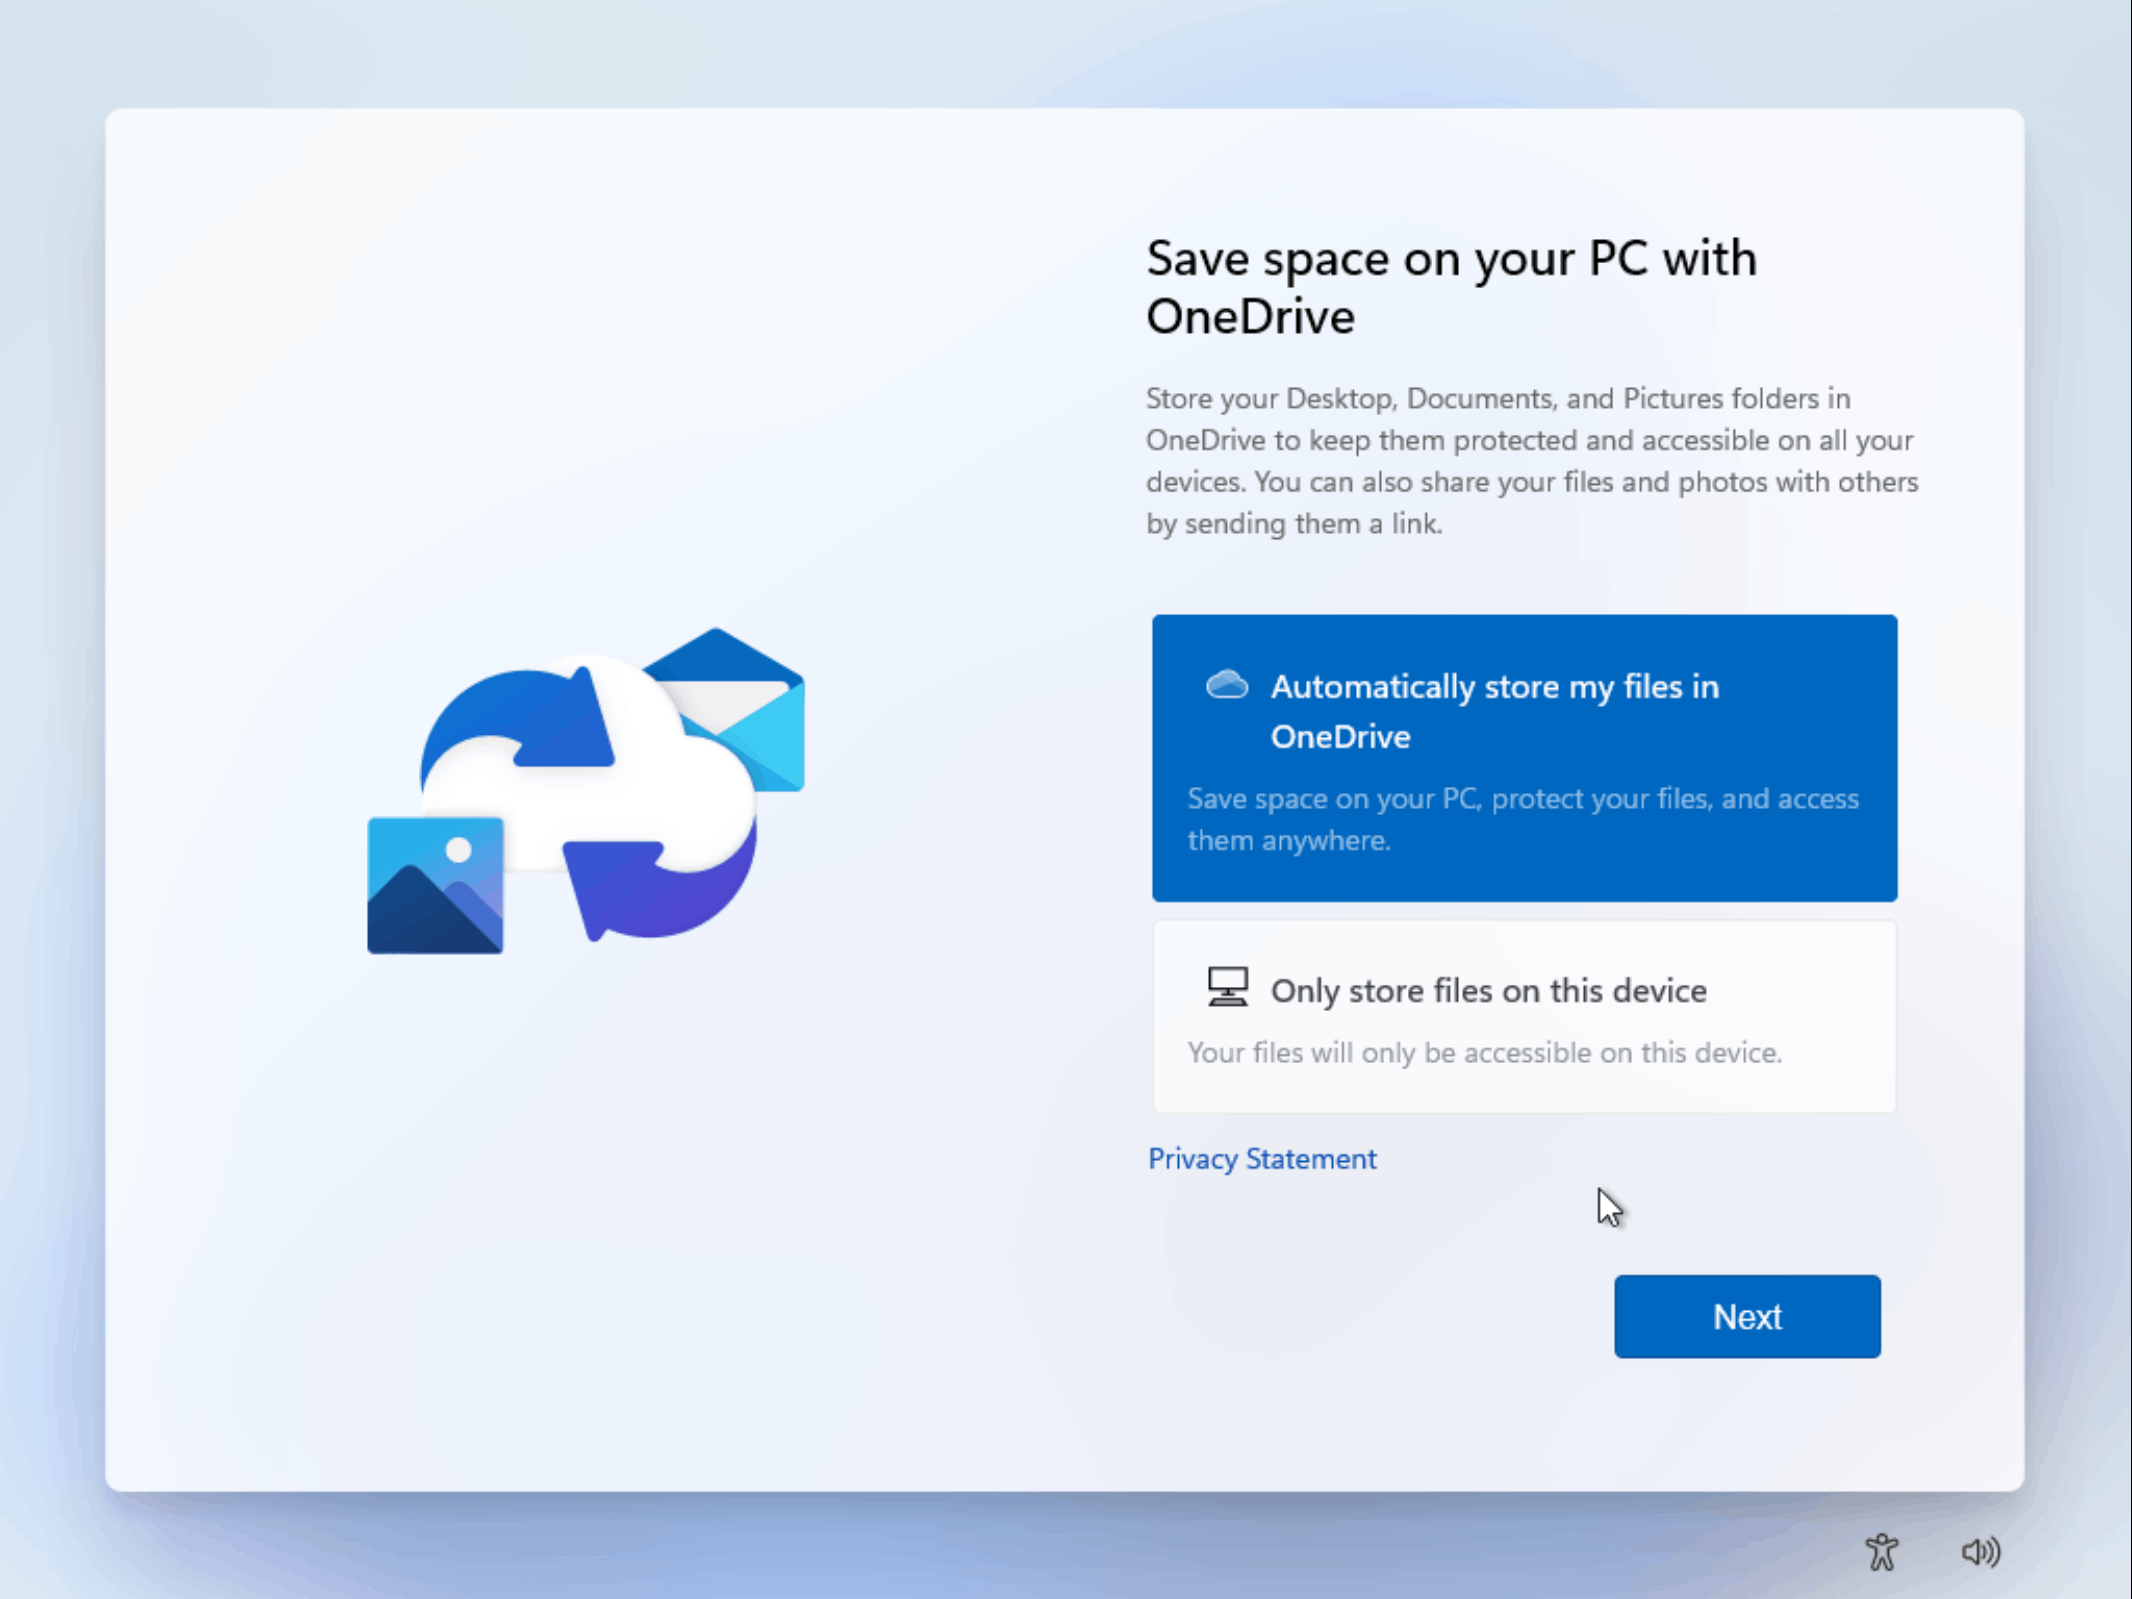 Save space on your PC with
OneDrive
Store your Desktop, Documents, and Pictures folders in
OneDrive to keep them protected and accessible on all your
devices. You can also share your files and photos with others
by sending them a link.
Automatically store my files in
OneDrive
Save space on your PC, protect your files, and access
them anywhere.
Only store files on this device
Your files will only be accessible on this device.
Privacy Statement
Next